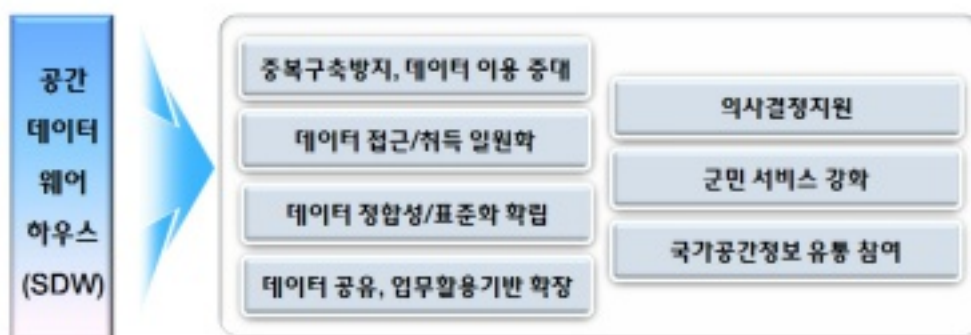 공간
데이터
웨어
하우스
(SDW)
중복구축방지, 데이터 이용 증대
데이터 접근/취득 일원화
데이터 정합성/표준화 확립
데이터 공유, 업무활용기반 확장
의사결정지원
군민 서비스 강화
국가공간정보 유통 참여